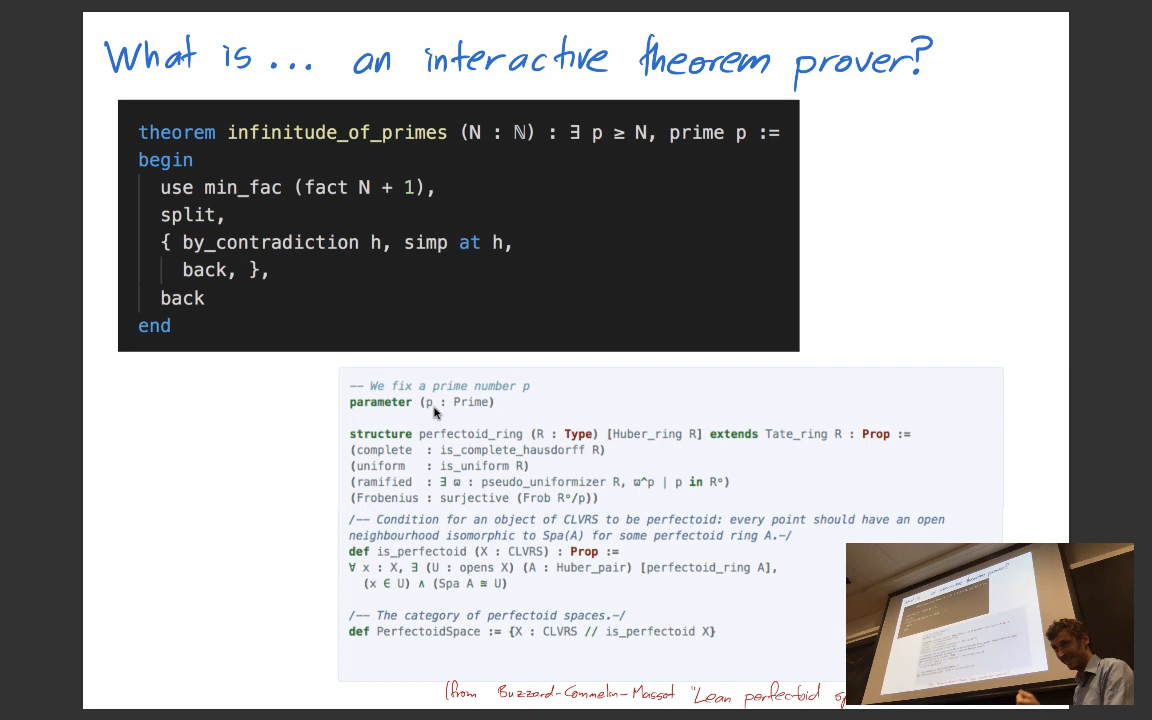 What is ... an interactive theorem prover?
theorem infinitude_of_primes (N : ℕ) : ∃ p ≥ N, prime p :=
begin
use min_fac (fact N + 1),
split,
{ by_contradiction h, simp at h,
back, },
back
end
-- We fix a prime number p
parameter (p : Prime)
structure perfectoid_ring (R : Type) [Huber_ring R] extends Tate_ring R : Prop :=
(complete : is_complete_hausdorff R)
(uniform : is_uniform R)
(ramified : ∃ ϖ : pseudo_uniformizer R, ϖ^p ∣ p in Rᵒ)
(Frobenius : surjective (Frob Rᵒ/p))
/-- Condition for an object of CLVRS to be perfectoid: every point should have an open
neighbourhood isomorphic to Spa(A) for some perfectoid ring A.-/
def is_perfectoid (X : CLVRS) : Prop :=
∀ x : X, ∃ (U : opens X) (A : Huber_pair) [perfectoid_ring A],
(x ∈ U) ∧ (Spa A ≅ U)
/-- The category of perfectoid spaces.-/
def PerfectoidSpace := {X : CLVRS // is_perfectoid X}
(from Buzzard-Commelin-Massot "Lean perfectoid